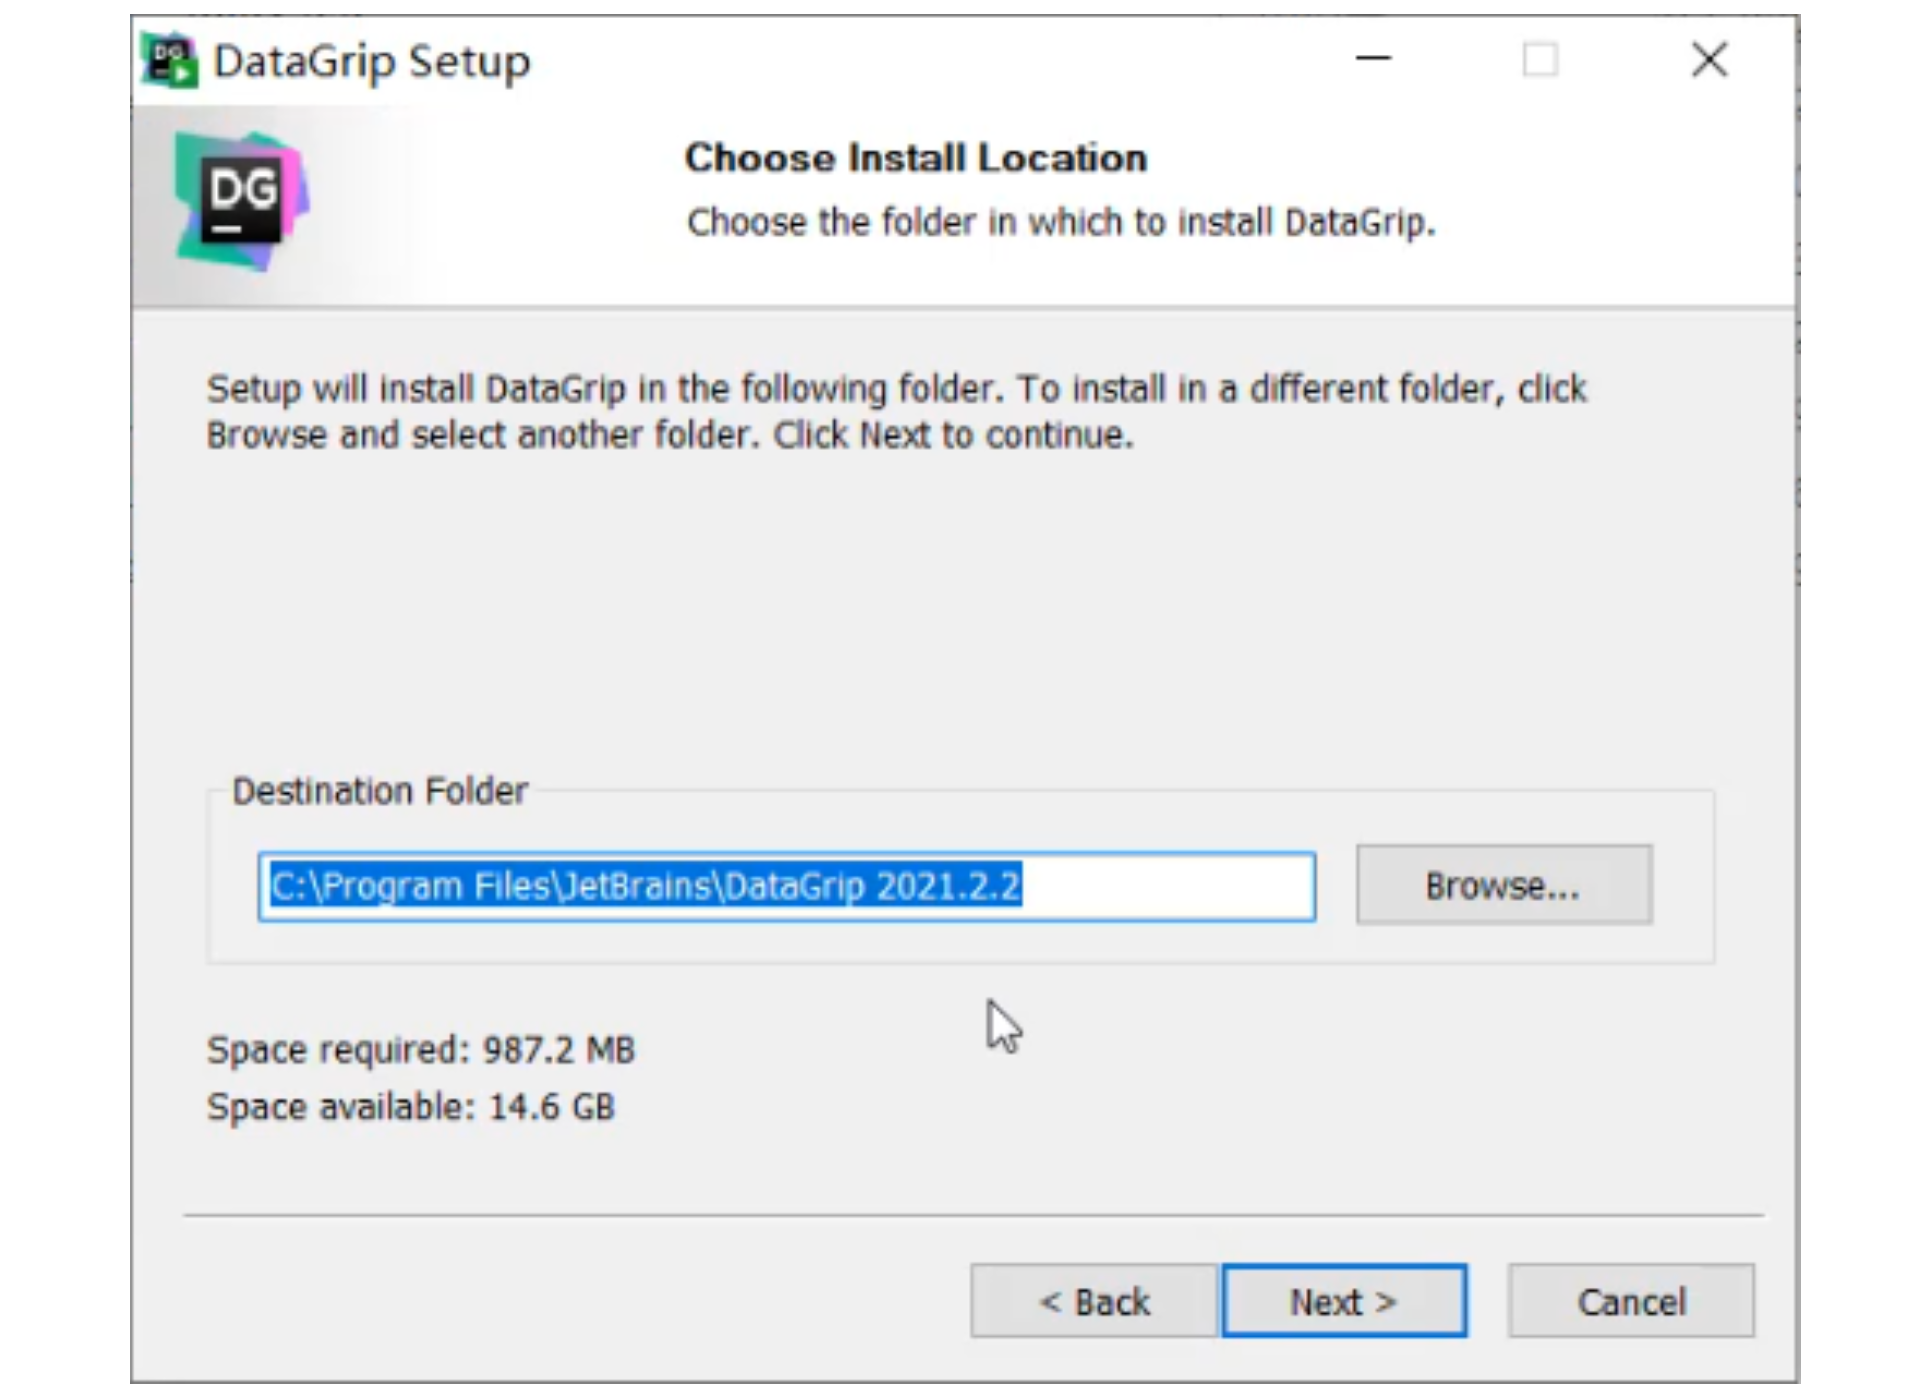 DG
DataGrip Setup
DG
Choose Install Location
Choose the folder in which to install DataGrip.
Setup will install DataGrip in the following folder. To install in a different folder, click
Browse and select another folder. Click Next to continue.
Destination Folder
C:\Program Files\JetBrains\DataGrip 2021.2.2
Browse...
Space required: 987.2 MB
Space available: 14.6 GB
< Back
Next >
Cancel